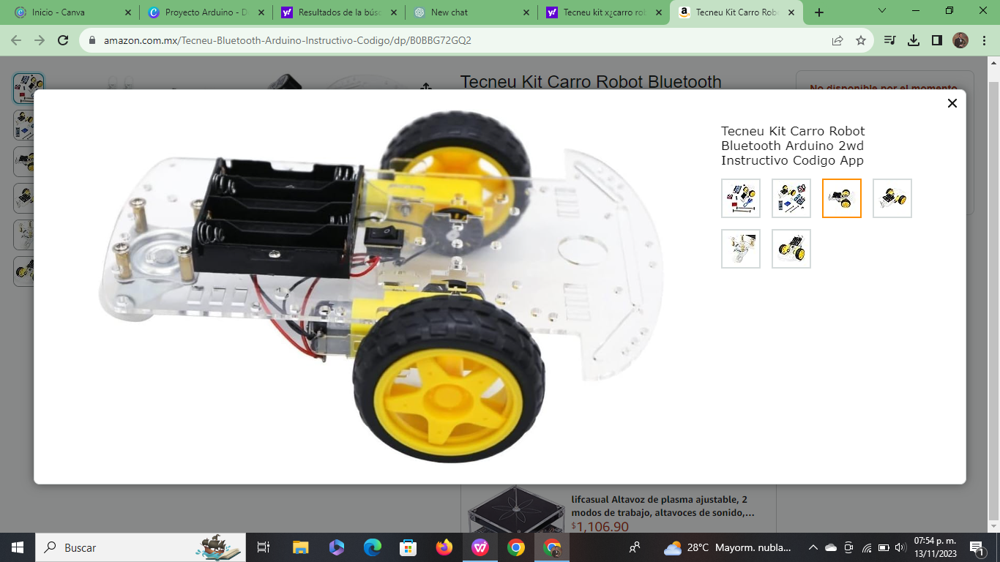 Inicio - Canva
Proyecto Arduino - D
Resultados de la búse
New chat
Tecneu kit x¿carro rob
Tecneu Kit Carro Rob
amazon.com.mx/Tecneu-Bluetooth-Arduino-Instructivo-Codigo/dp/B0BBG72GQ2
Tecneu Kit Carro Robot Bluetooth
No disponible por el momento
Tecneu Kit Carro Robot
Bluetooth Arduino 2wd
Instructivo Codigo App
lifcasual Altavoz de plasma ajustable, 2
modos de trabajo, altavoces de sonido,...
$1,106.90
Buscar
28°C Mayorm. nubla...
07:54 p. m.
13/11/2023
1